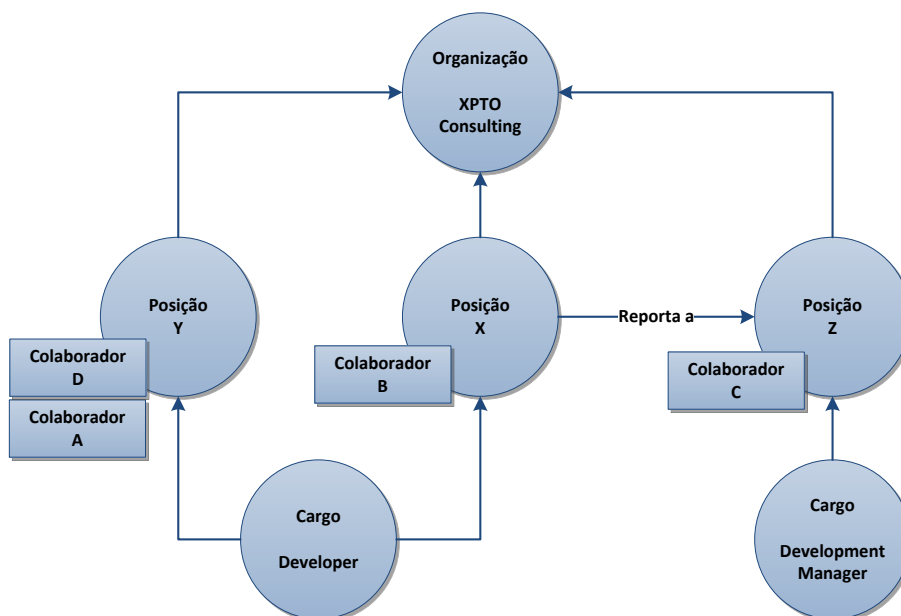 Organização
XPTO
Consulting
Posição
Y
Posição
X
Reporta a
Posição
Z
Colaborador
D
Colaborador
B
Colaborador
C
Colaborador
A
Cargo
Developer
Cargo
Development
Manager